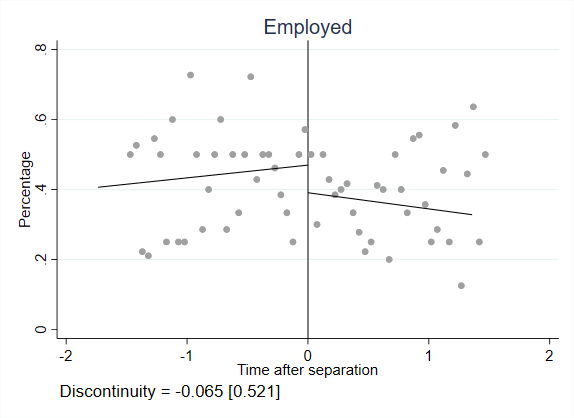 Employed
Percentage
.8
.6
.4
.2
0
-2 -1 0 1 2
Time after separation
Discontinuity = -0.065 [0.521]